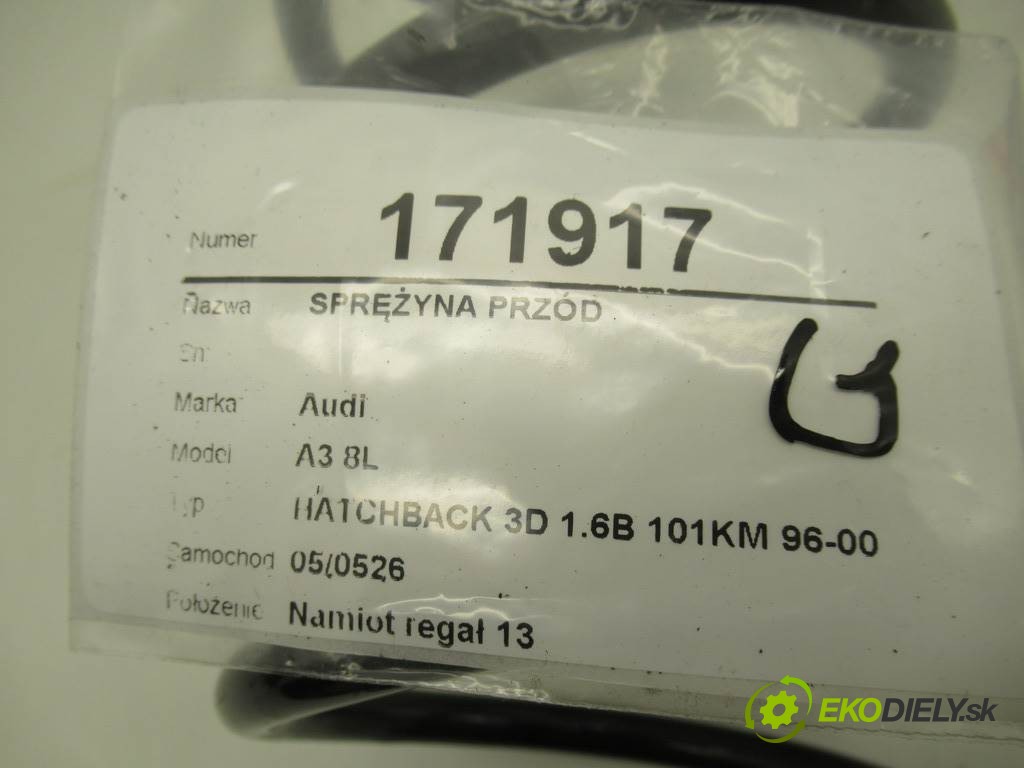 Numer 171917
Nazwa SPRĘŻYNA PRZÓD
Marka Audi
Model A3 8L
Typ HATCHBACK 3D 1.6B 101KM 96-00
Samochod 05/0526
Położenie Namiot regał 13
EKODIELY.sk